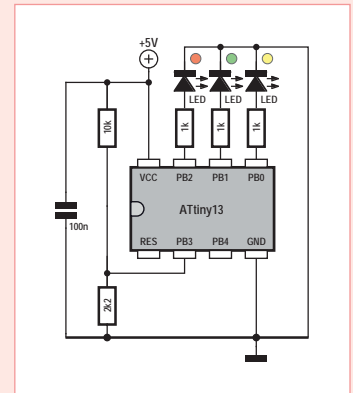 +5V
LED LED LED
10k 1k 1k 1k
VCC PB2 PB1 PB0
ATtiny13
100n
RES PB3 PB4 GND
2k2